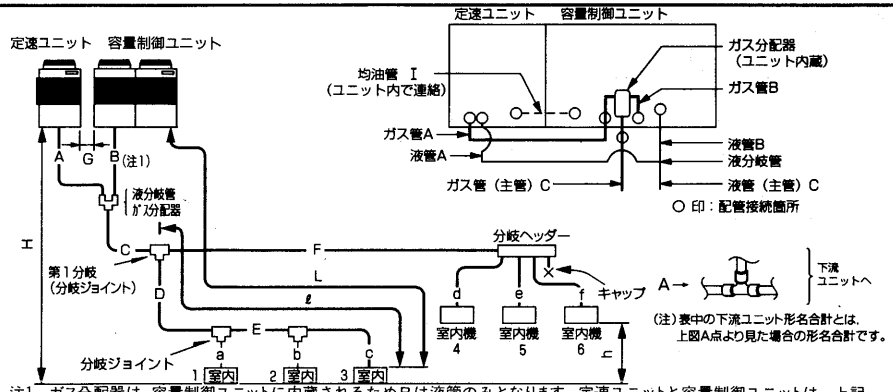 定速ユニット 容量制御ユニット
A
G
B(注1)
液分岐管
ガス分配器
H
C
F
第1分岐
(分岐ジョイント)
D
L
ℓ
E
分岐ジョイント
a
b
c
1 室内
2 室内
3 室内
分岐ヘッダー
d
e
f
キャップ
室内機
4
室内機
5
室内機
6
h
定速ユニット 容量制御ユニット
均油管 I
(ユニット内で連絡)
ガス分配器
(ユニット内蔵)
ガス管B
ガス管A
液管A
液管B
液分岐管
ガス管(主管)C
液管(主管)C
○ 印:配管接続箇所
A→
下流
ユニットへ
(注)表中の下流ユニット形名合計とは、
上図A点より見た場合の形名合計です。
注1 ガス分配器は、容量制御ユニットに内蔵されるためBは液管のみとなります。定速ユニットと容量制御ユニットは、上記